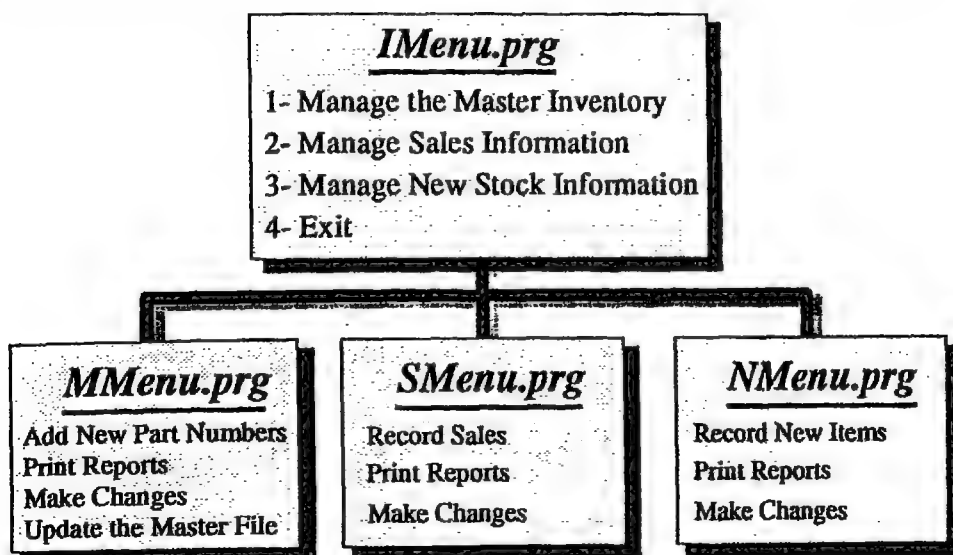 IMenu.prg
1- Manage the Master Inventory
2- Manage Sales Information
3- Manage New Stock Information
4- Exit
MMenu.prg
Add New Part Numbers
Print Reports
Make Changes
Update the Master File
SMenu.prg
Record Sales
Print Reports
Make Changes
NMenu.prg
Record New Items
Print Reports
Make Changes